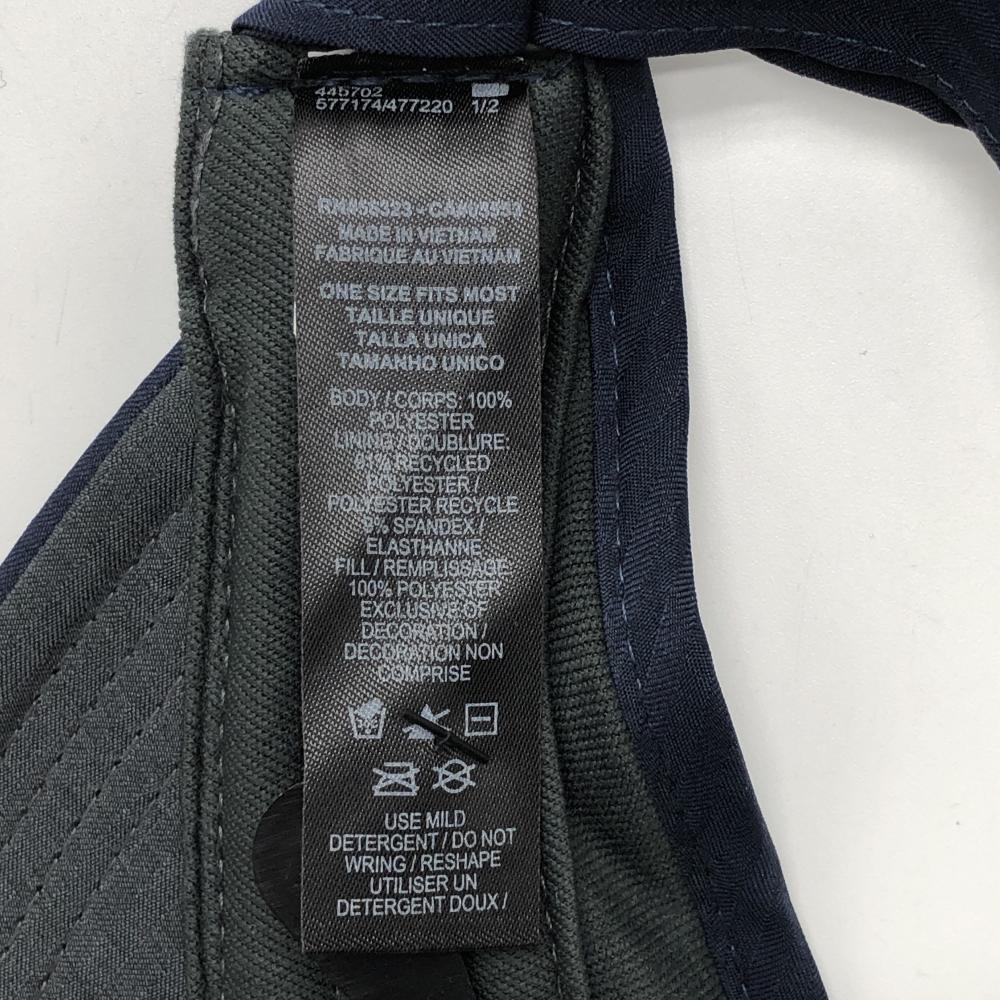 445702
577174/477220 1/2
MADE IN VIETNAM
FABRIQUE AU VIETNAM
ONE SIZE FITS MOST
TAILLE UNIQUE
TALLA UNICA
TAMANHO UNICO
BODY / CORPS: 100%
POLYESTER
LINING / DOUBLURE:
91% RECYCLED
POLYESTER /
POLYESTER RECYCLE
9% SPANDEX /
ELASTHANNE
FILL / REMPLISSAGE
100% POLYESTER
EXCLUSIVE OF
DECORATION /
DECORATION NON
COMPRISE
USE MILD
DETERGENT / DO NOT
WRING / RESHAPE
UTILISER UN
DETERGENT DOUX /